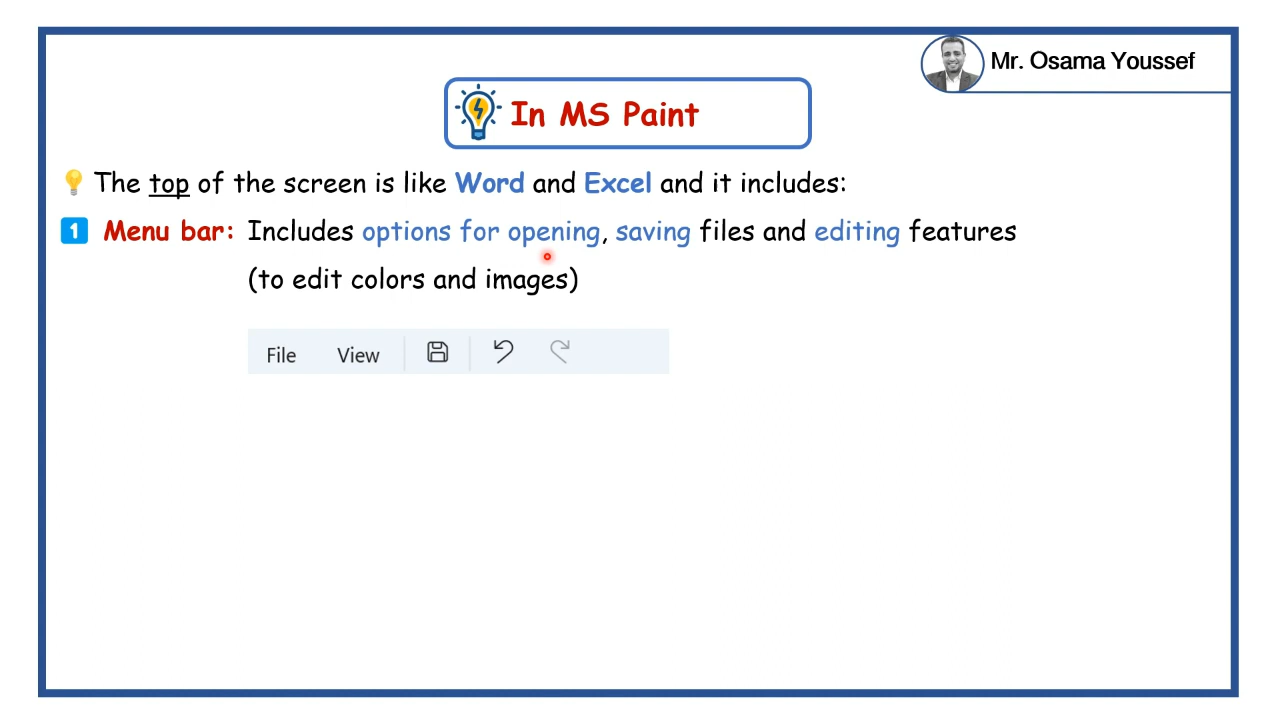 Mr. Osama Youssef
In MS Paint
The top of the screen is like Word and Excel and it includes:
1 Menu bar: Includes options for opening, saving files and editing features
(to edit colors and images)
File View